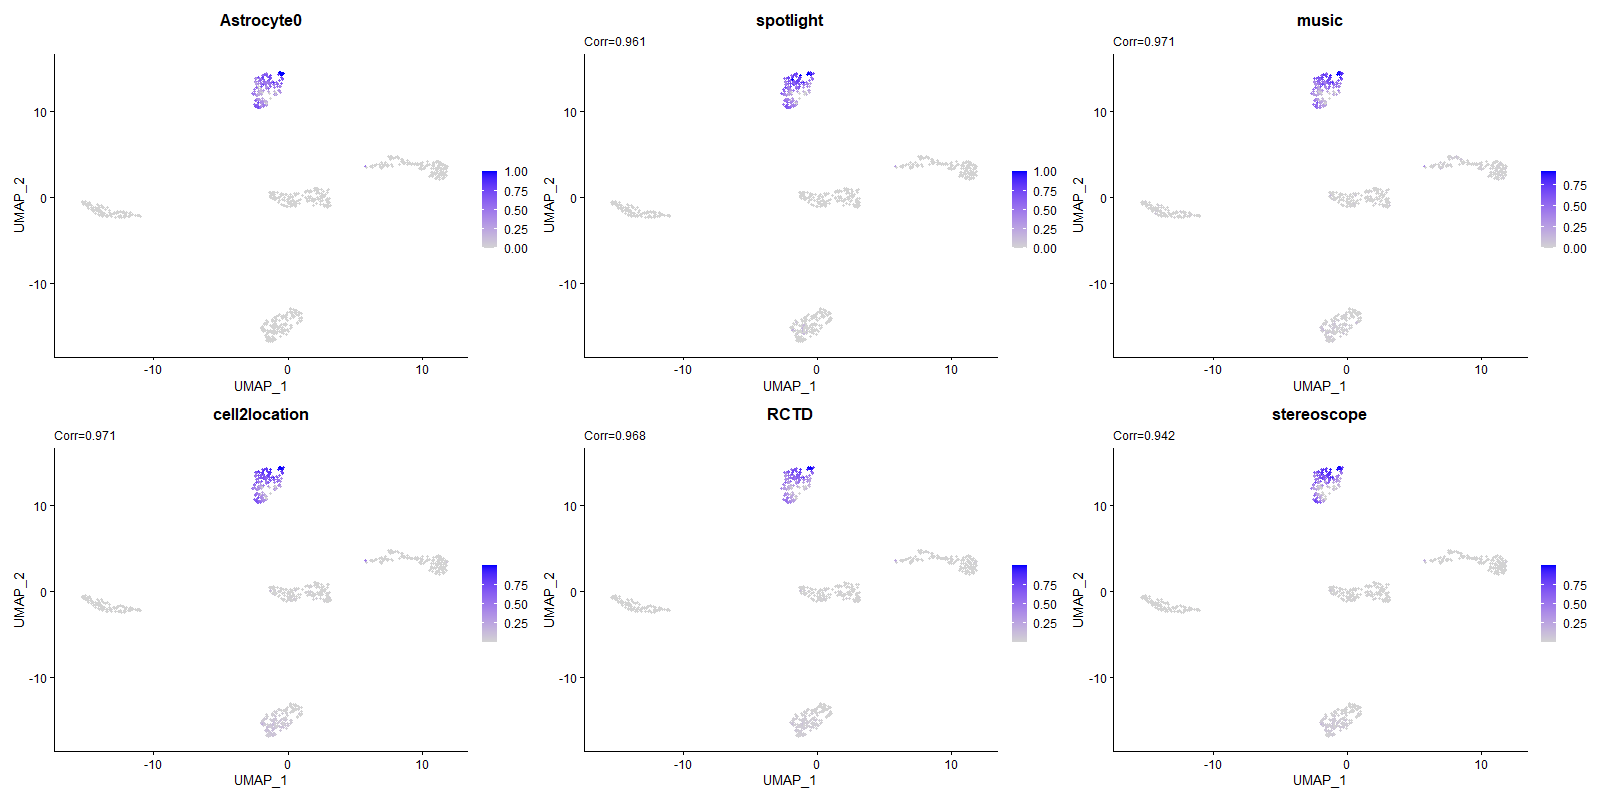 Astrocyte0
10
0
-10
UMAP_2
-10
0
10
UMAP_1
1.00
0.75
0.50
0.25
0.00
spotlight
Corr=0.961
10
0
-10
UMAP_2
-10
0
10
UMAP_1
1.00
0.75
0.50
0.25
0.00
music
Corr=0.971
10
0
-10
UMAP_2
-10
0
10
UMAP_1
0.75
0.50
0.25
0.00
cell2location
Corr=0.971
10
0
-10
UMAP_2
-10
0
10
UMAP_1
0.75
0.50
0.25
RCTD
Corr=0.968
10
0
-10
UMAP_2
-10
0
10
UMAP_1
0.75
0.50
0.25
stereoscope
Corr=0.942
10
0
-10
UMAP_2
-10
0
10
UMAP_1
0.75
0.50
0.25